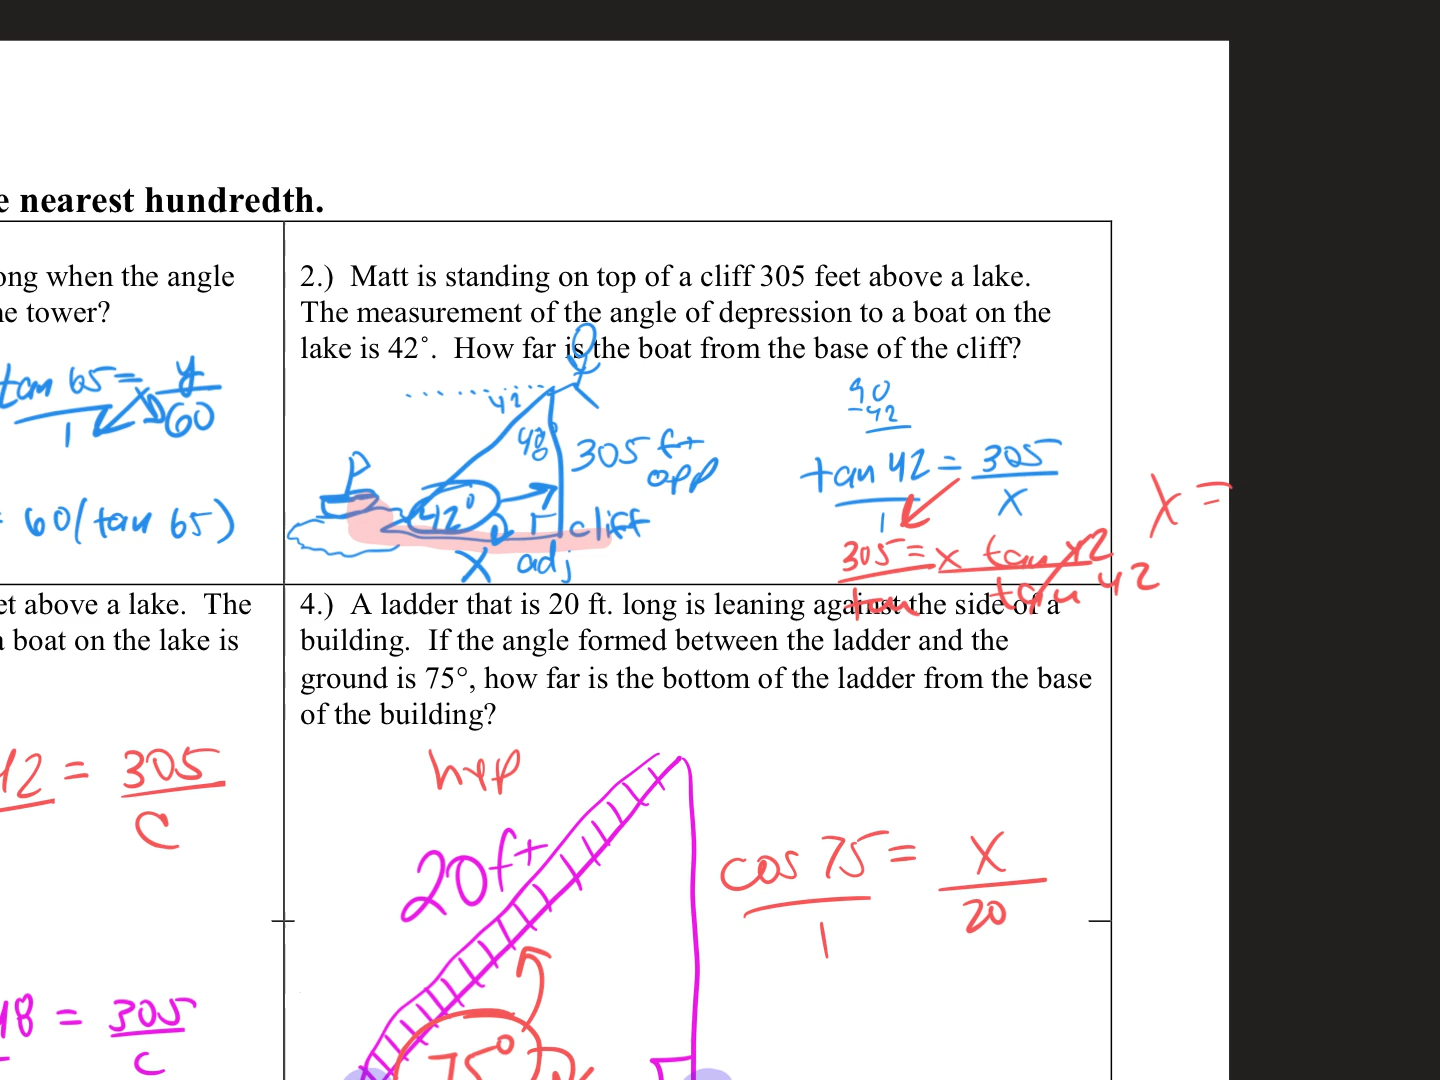 e nearest hundredth.
ong when the angle
he tower?
tan 65 = y
1 60
= 60(tan 65)
2.) Matt is standing on top of a cliff 305 feet above a lake.
The measurement of the angle of depression to a boat on the
lake is 42˚. How far is the boat from the base of the cliff?
42
48°
305 ft
opp
42°
cliff
x adj
90
-42
tan 42 = 305
1 x
x =
305 = x tan 42
tan tan 42
et above a lake. The
a boat on the lake is
42 = 305
C
48 = 305
C
4.) A ladder that is 20 ft. long is leaning against the side of a
building. If the angle formed between the ladder and the
ground is 75°, how far is the bottom of the ladder from the base
of the building?
hyp
20ft
cos 75 = x
1 20
75°